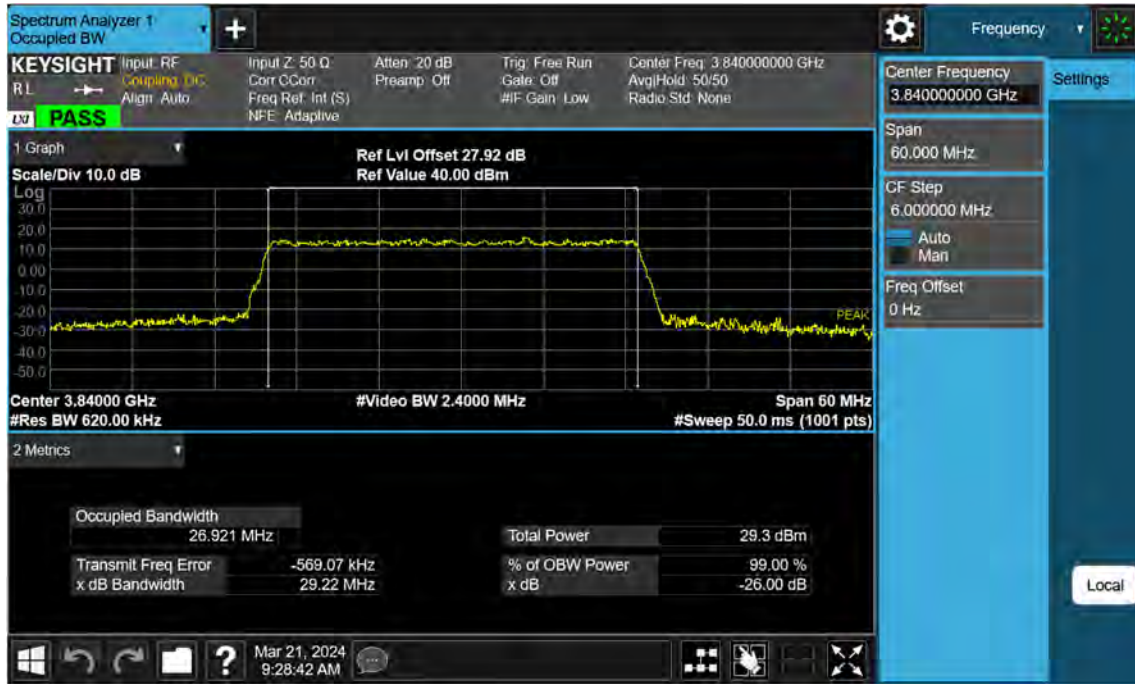 Spectrum Analyzer 1
Occupied BW
Frequency
KEYSIGHT
Input: RF
Coupling: DC
Align: Auto
Input Z: 50 Ω
Corr CCorr
Freq Ref: Int (S)
NFE: Adaptive
Atten: 20 dB
Preamp: Off
Trig: Free Run
Gate: Off
#IF Gain: Low
Center Freq: 3.840000000 GHz
Avg|Hold: 50/50
Radio Std: None
RL
LXI PASS
Center Frequency
3.840000000 GHz
Settings
Span
60.000 MHz
CF Step
6.000000 MHz
Auto
Man
Freq Offset
0 Hz
1 Graph
Scale/Div 10.0 dB
Ref Lvl Offset 27.92 dB
Ref Value 40.00 dBm
Log
30.0
20.0
10.0
0.00
-10.0
-20.0
-30.0
-40.0
-50.0
PEAK
Center 3.84000 GHz
#Video BW 2.4000 MHz
Span 60 MHz
#Res BW 620.00 kHz
#Sweep 50.0 ms (1001 pts)
2 Metrics
Occupied Bandwidth
26.921 MHz
Total Power 29.3 dBm
Transmit Freq Error -569.07 kHz
% of OBW Power 99.00 %
x dB Bandwidth 29.22 MHz
x dB -26.00 dB
Local
?
Mar 21, 2024
9:28:42 AM